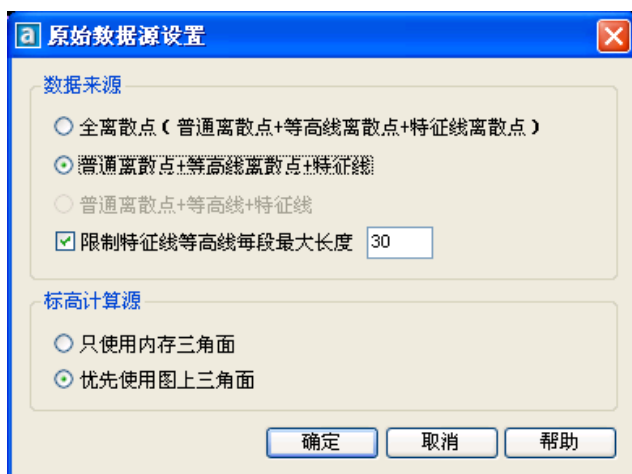 a 原始数据源设置
数据来源
全离散点(普通离散点+等高线离散点+特征线离散点)
普通离散点+等高线离散点+特征线
普通离散点+等高线+特征线
限制特征线等高线每段最大长度 30
标高计算源
只使用内存三角面
优先使用图上三角面
确定 取消 帮助